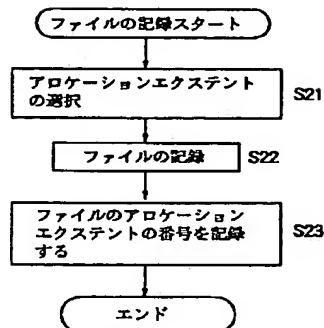 ファイルの記録スタート
アロケーションエクステント
の選択
S21
ファイルの記録
S22
ファイルのアロケーション
エクステントの番号を記録
する
S23
エンド